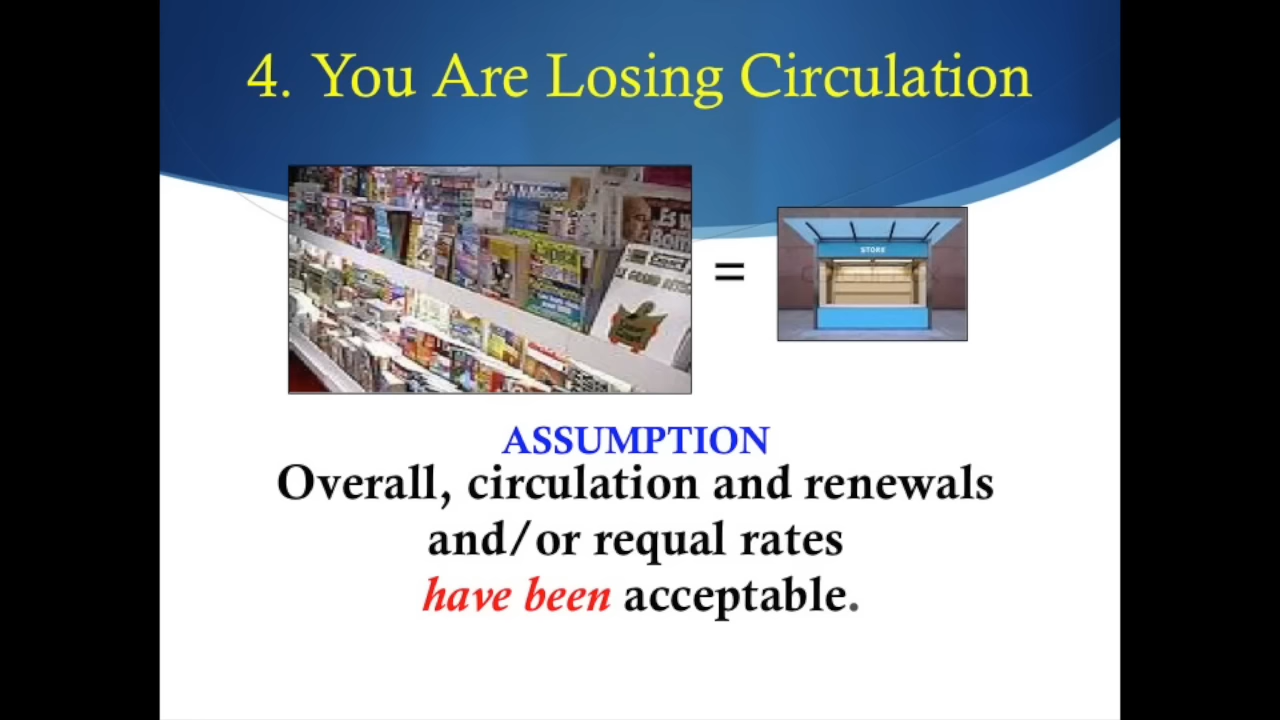 4. You Are Losing Circulation
=
STORE
ASSUMPTION
Overall, circulation and renewals
and/or requal rates
have been acceptable.